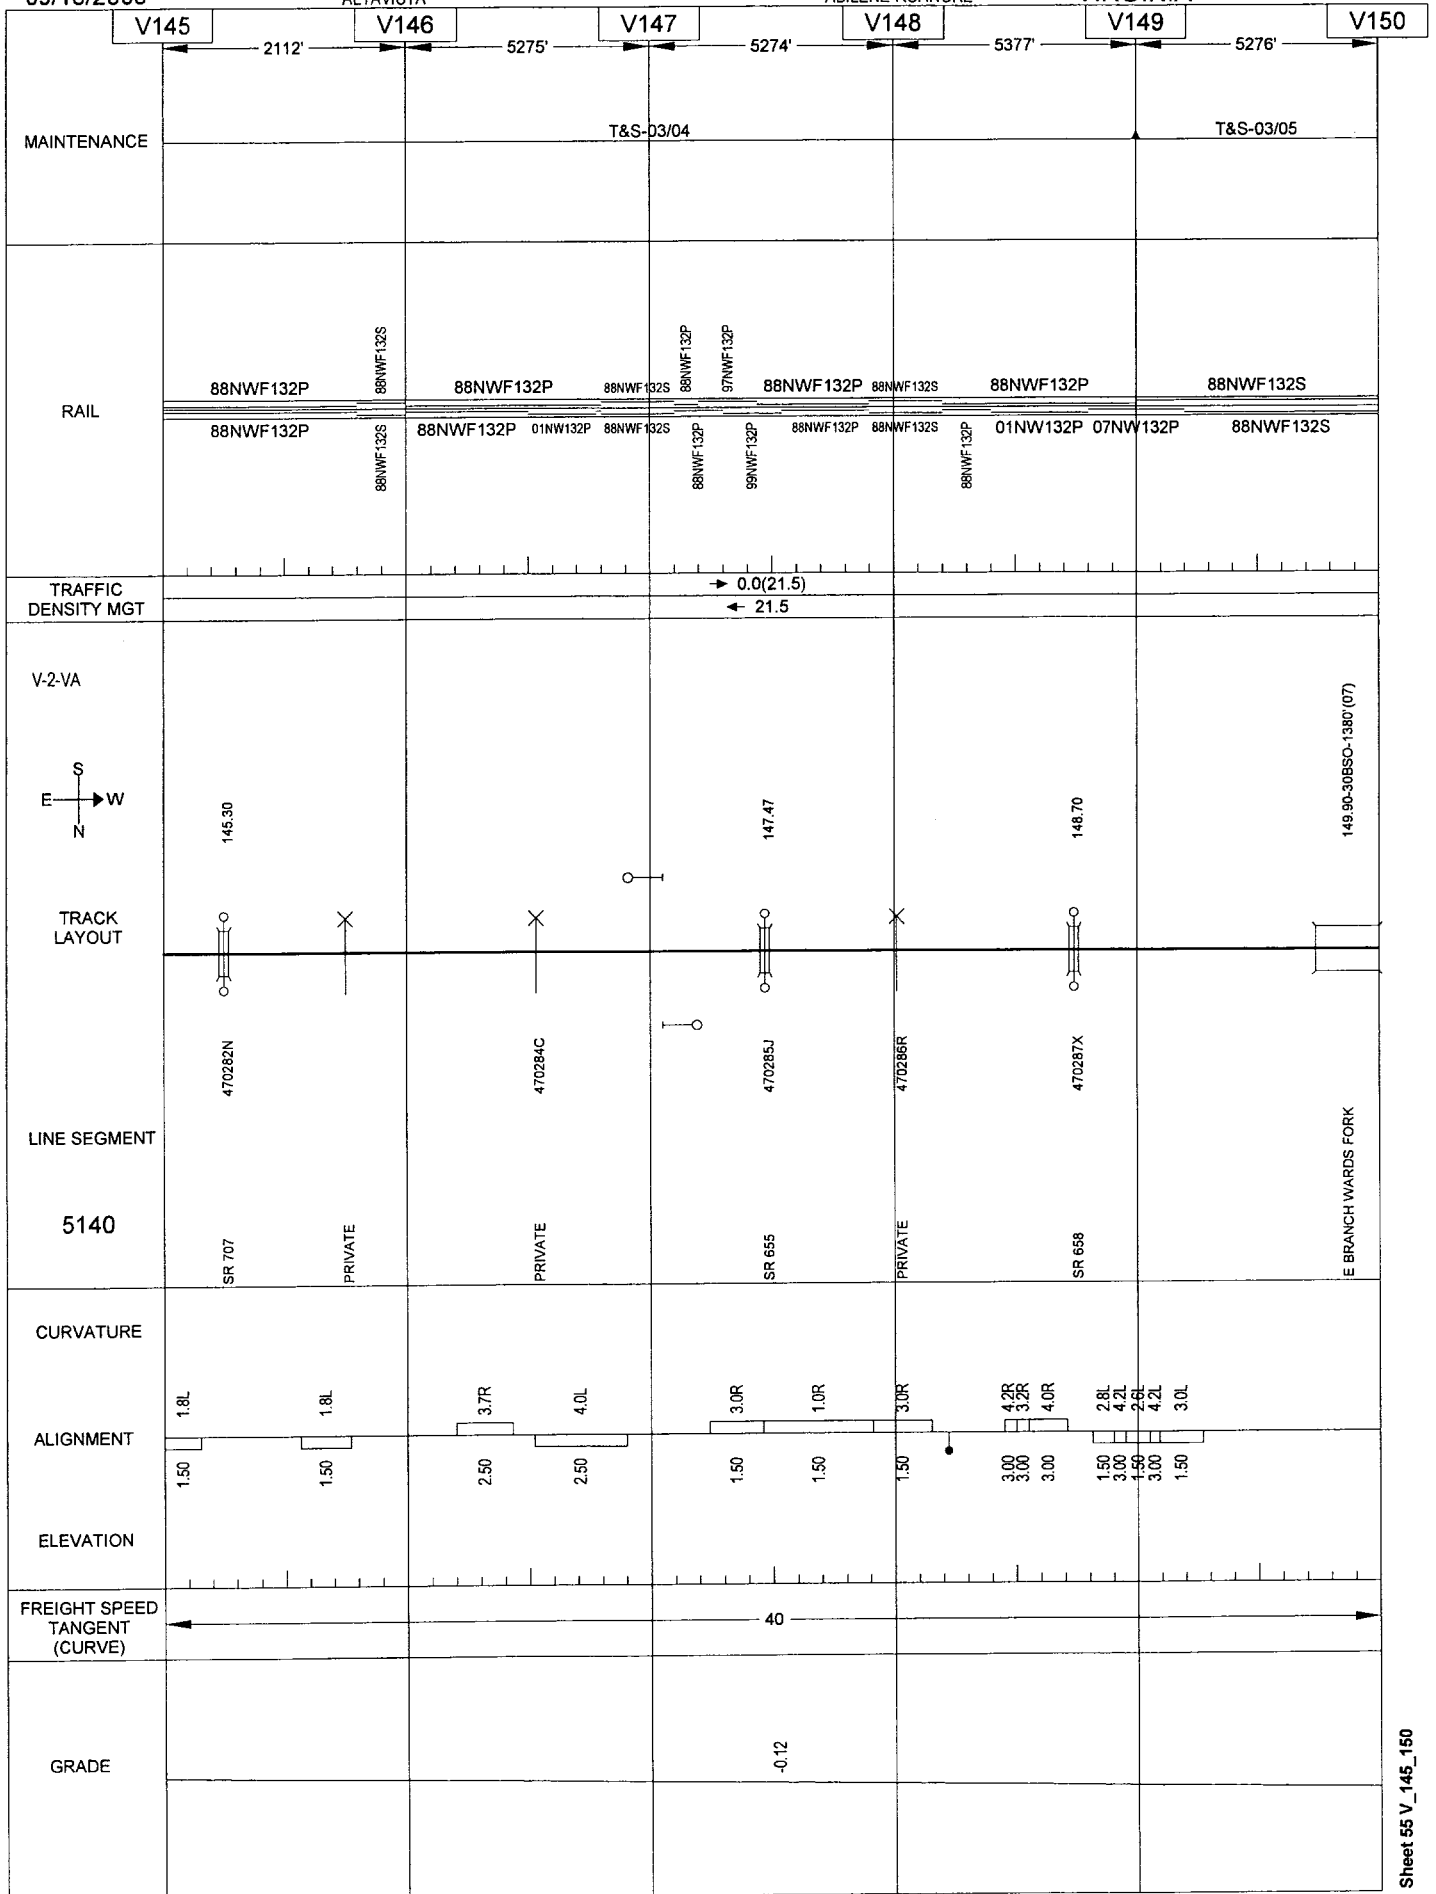 V145 V146 V147 V148 V149 V150
2112' 5275' 5274' 5377' 5276'
MAINTENANCE
T&S-03/04 T&S-03/05
RAIL
88NWF132P 88NWF132S 88NWF132P 88NWF132S 88NWF132P 97NWF132P 88NWF132P 88NWF132S 88NWF132P 88NWF132S
88NWF132P 88NWF132S 88NWF132P 01NW132P 88NWF132S 88NWF132P 99NWF132P 88NWF132P 88NWF132S 88NWF132P 01NW132P 07NW132P 88NWF132S
TRAFFIC
DENSITY MGT
0.0(21.5)
21.5
V-2-VA
S
E W
N
145.30 147.47 148.70 149.90-30BSO-1380'(07)
TRACK
LAYOUT
470282N 470284C 470285J 470286R 470287X
LINE SEGMENT
5140
SR 707 PRIVATE PRIVATE SR 655 PRIVATE SR 658 E BRANCH WARDS FORK
CURVATURE
1.8L 1.8L 3.7R 4.0L 3.0R 1.0R 3.0R 4.2R 3.2R 4.0R 2.8L 4.2L 2.6L 4.2L 3.0L
ALIGNMENT
1.50 1.50 2.50 2.50 1.50 1.50 1.50 3.00 3.00 3.00 1.50 3.00 1.50 3.00 1.50
ELEVATION
FREIGHT SPEED
TANGENT
(CURVE)
40
GRADE
-0.12
Sheet 55 V_145_150